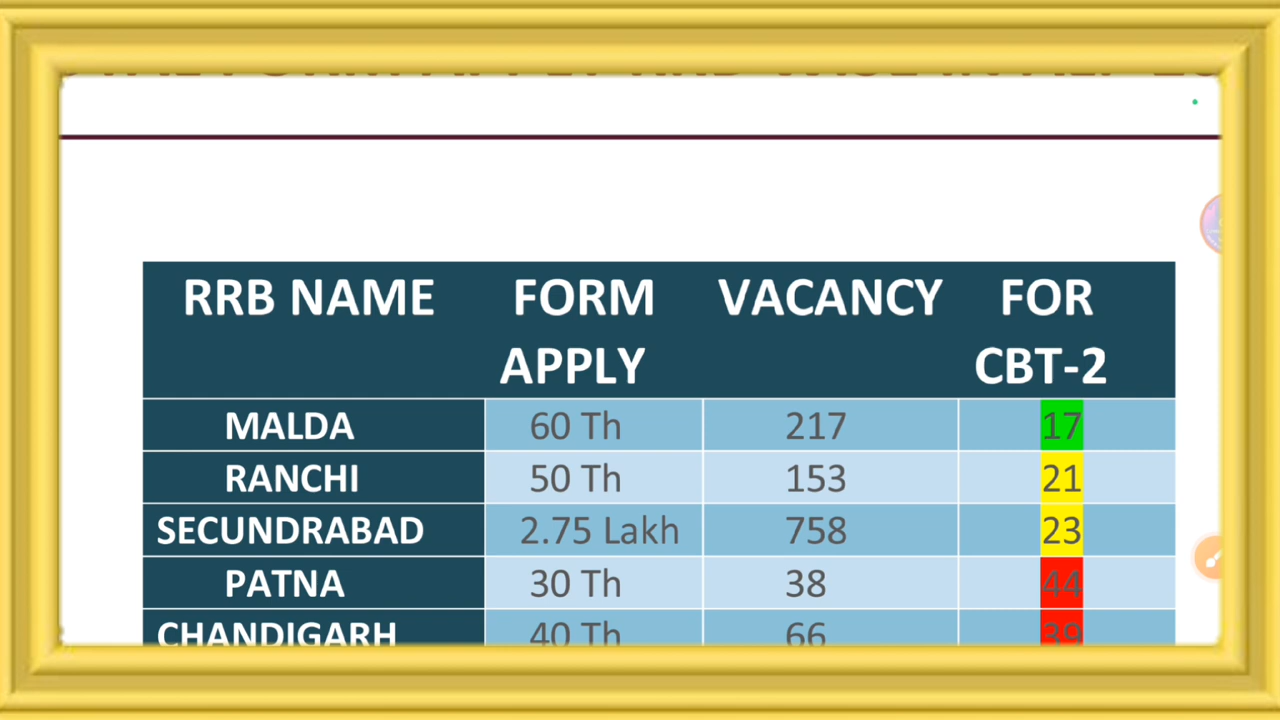 RRB NAME FORM APPLY VACANCY FOR CBT-2
MALDA 60 Th 217 17
RANCHI 50 Th 153 21
SECUNDRABAD 2.75 Lakh 758 23
PATNA 30 Th 38 44
CHANDIGARH 40 Th 66 39